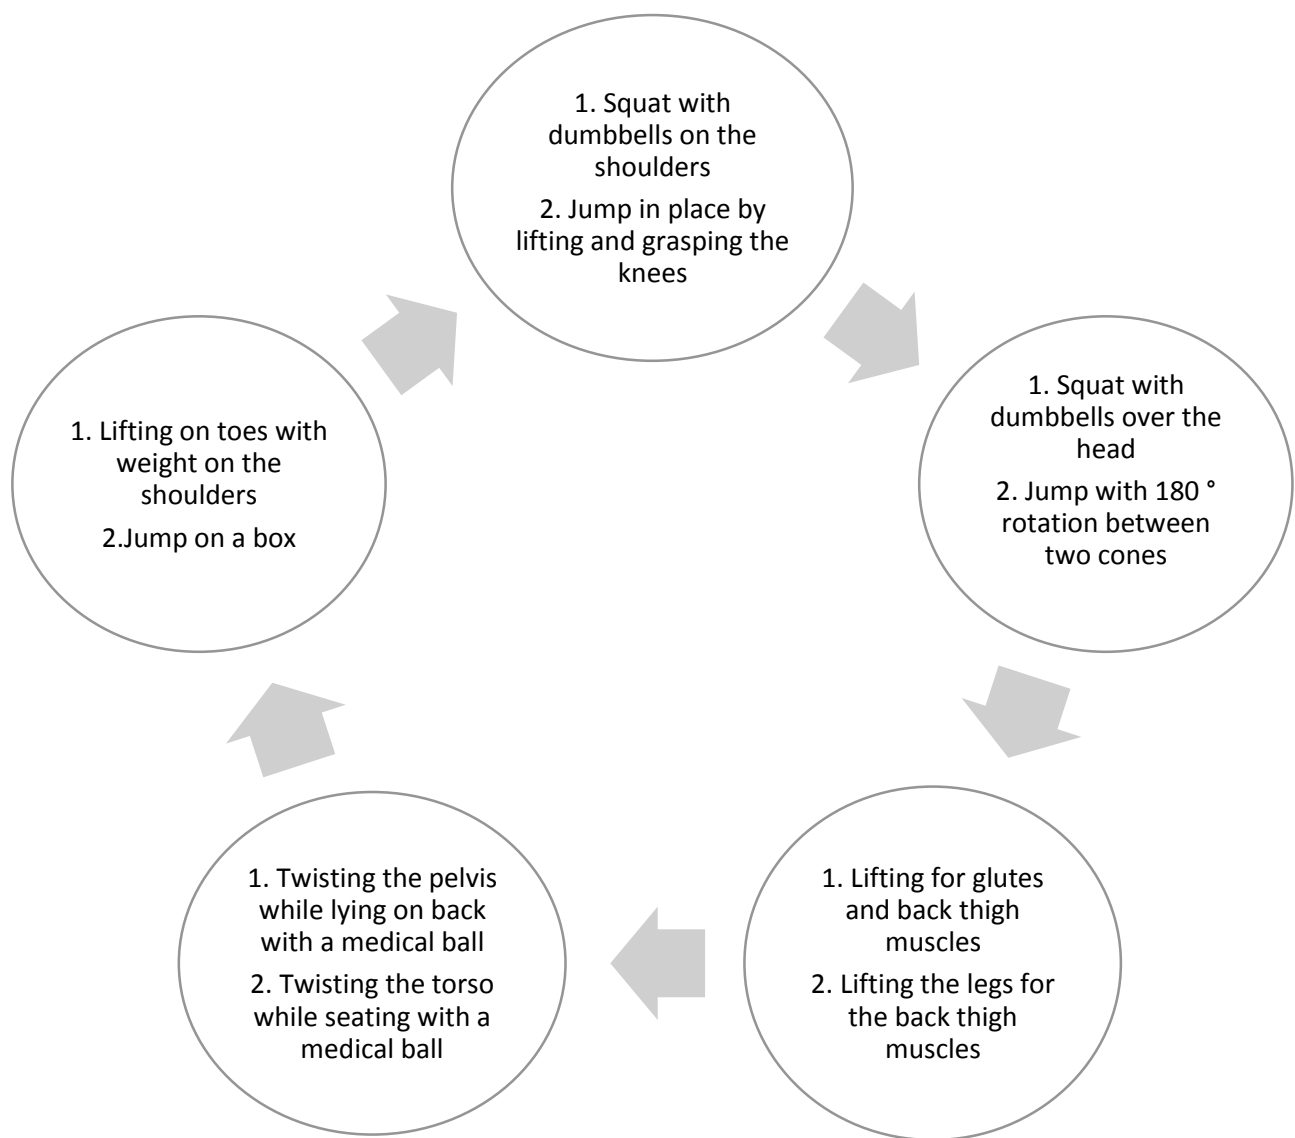 1. Squat with
dumbbells on the
shoulders
2. Jump in place by
lifting and grasping the
knees
1. Squat with
dumbbells over the
head
2. Jump with 180 °
rotation between
two cones
1. Lifting for glutes
and back thigh
muscles
2. Lifting the legs for
the back thigh
muscles
1. Twisting the pelvis
while lying on back
with a medical ball
2. Twisting the torso
while seating with a
medical ball
1. Lifting on toes with
weight on the
shoulders
2.Jump on a box